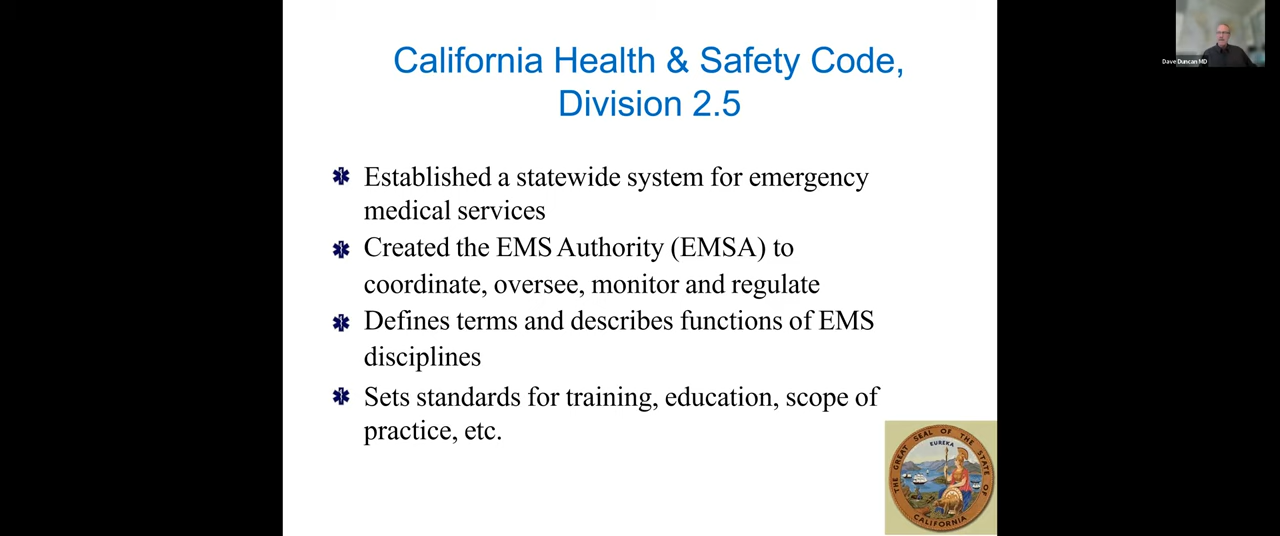 California Health & Safety Code,
Division 2.5
Established a statewide system for emergency
medical services
Created the EMS Authority (EMSA) to
coordinate, oversee, monitor and regulate
Defines terms and describes functions of EMS
disciplines
Sets standards for training, education, scope of
practice, etc.
Dave Duncan MD
THE GREAT SEAL OF THE STATE OF CALIFORNIA
EUREKA